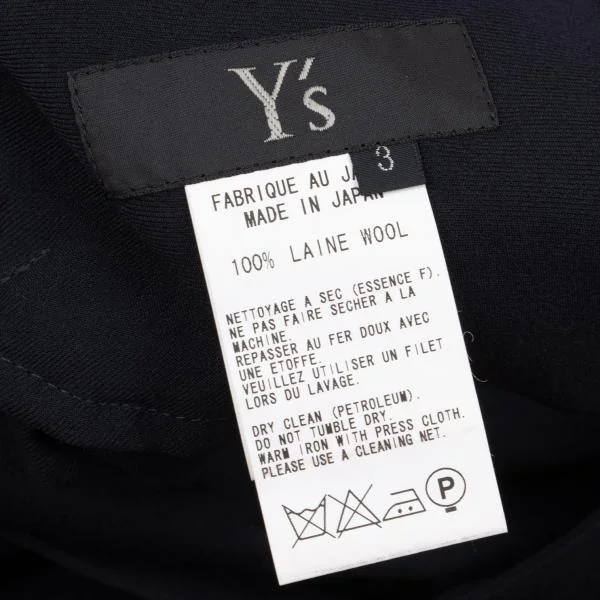 Y's
3
FABRIQUE AU
MADE IN JAPAN
100% LAINE WOOL
NETTOYAGE A SEC (ESSENCE F).
NE PAS FAIRE SECHER A LA
MACHINE.
REPASSER AU FER DOUX AVEC
UNE ETOFFE.
VEUILLEZ UTILISER UN FILET
LORS DU LAVAGE.
DRY CLEAN (PETROLEUM).
DO NOT TUMBLE DRY.
WARM IRON WITH PRESS CLOTH.
PLEASE USE A CLEANING NET.
P